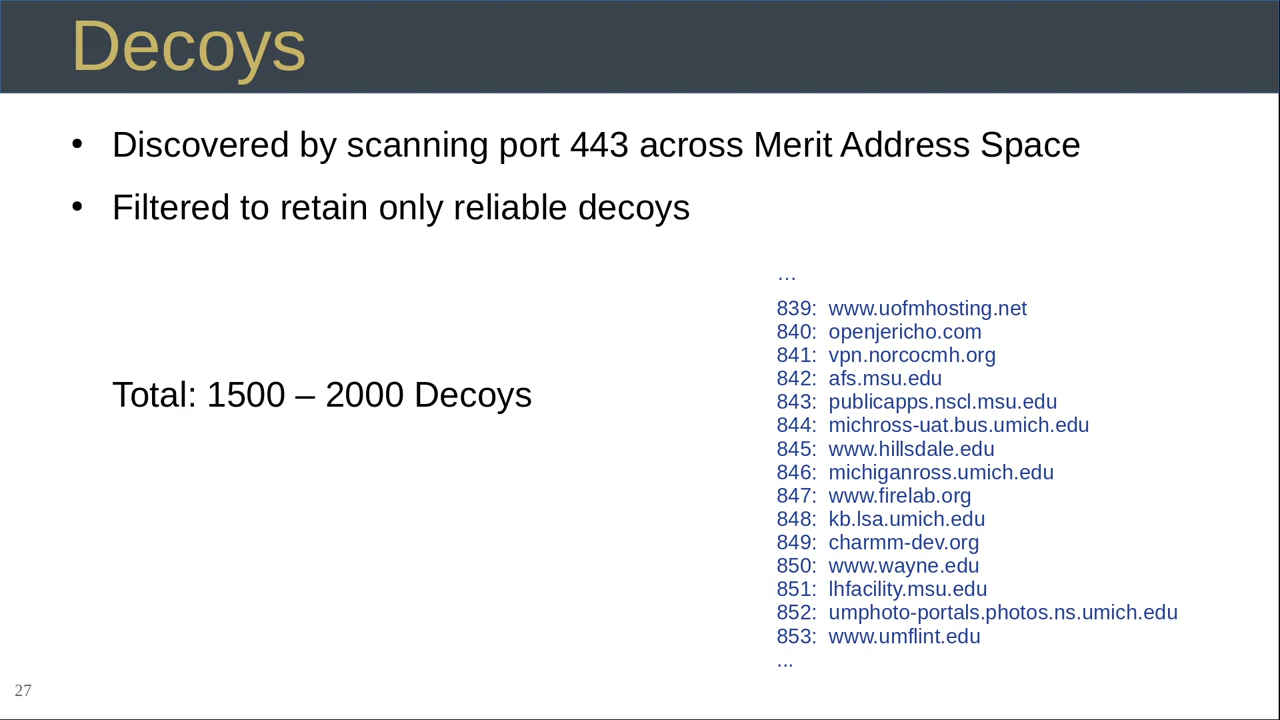 Decoys
• Discovered by scanning port 443 across Merit Address Space
• Filtered to retain only reliable decoys
Total: 1500 – 2000 Decoys
…
839: www.uofmhosting.net
840: openjericho.com
841: vpn.norcocmh.org
842: afs.msu.edu
843: publicapps.nscl.msu.edu
844: michross-uat.bus.umich.edu
845: www.hillsdale.edu
846: michiganross.umich.edu
847: www.firelab.org
848: kb.lsa.umich.edu
849: charmm-dev.org
850: www.wayne.edu
851: lhfacility.msu.edu
852: umphoto-portals.photos.ns.umich.edu
853: www.umflint.edu
...
27